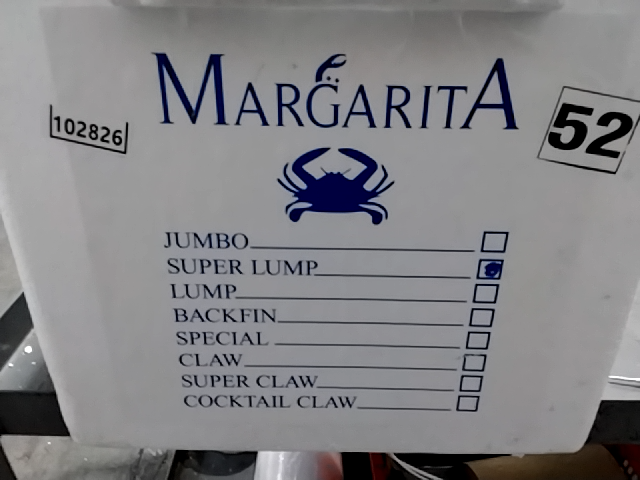 MARGARITA
102826
52
JUMBO
SUPER LUMP
LUMP
BACKFIN
SPECIAL
CLAW
SUPER CLAW
COCKTAIL CLAW